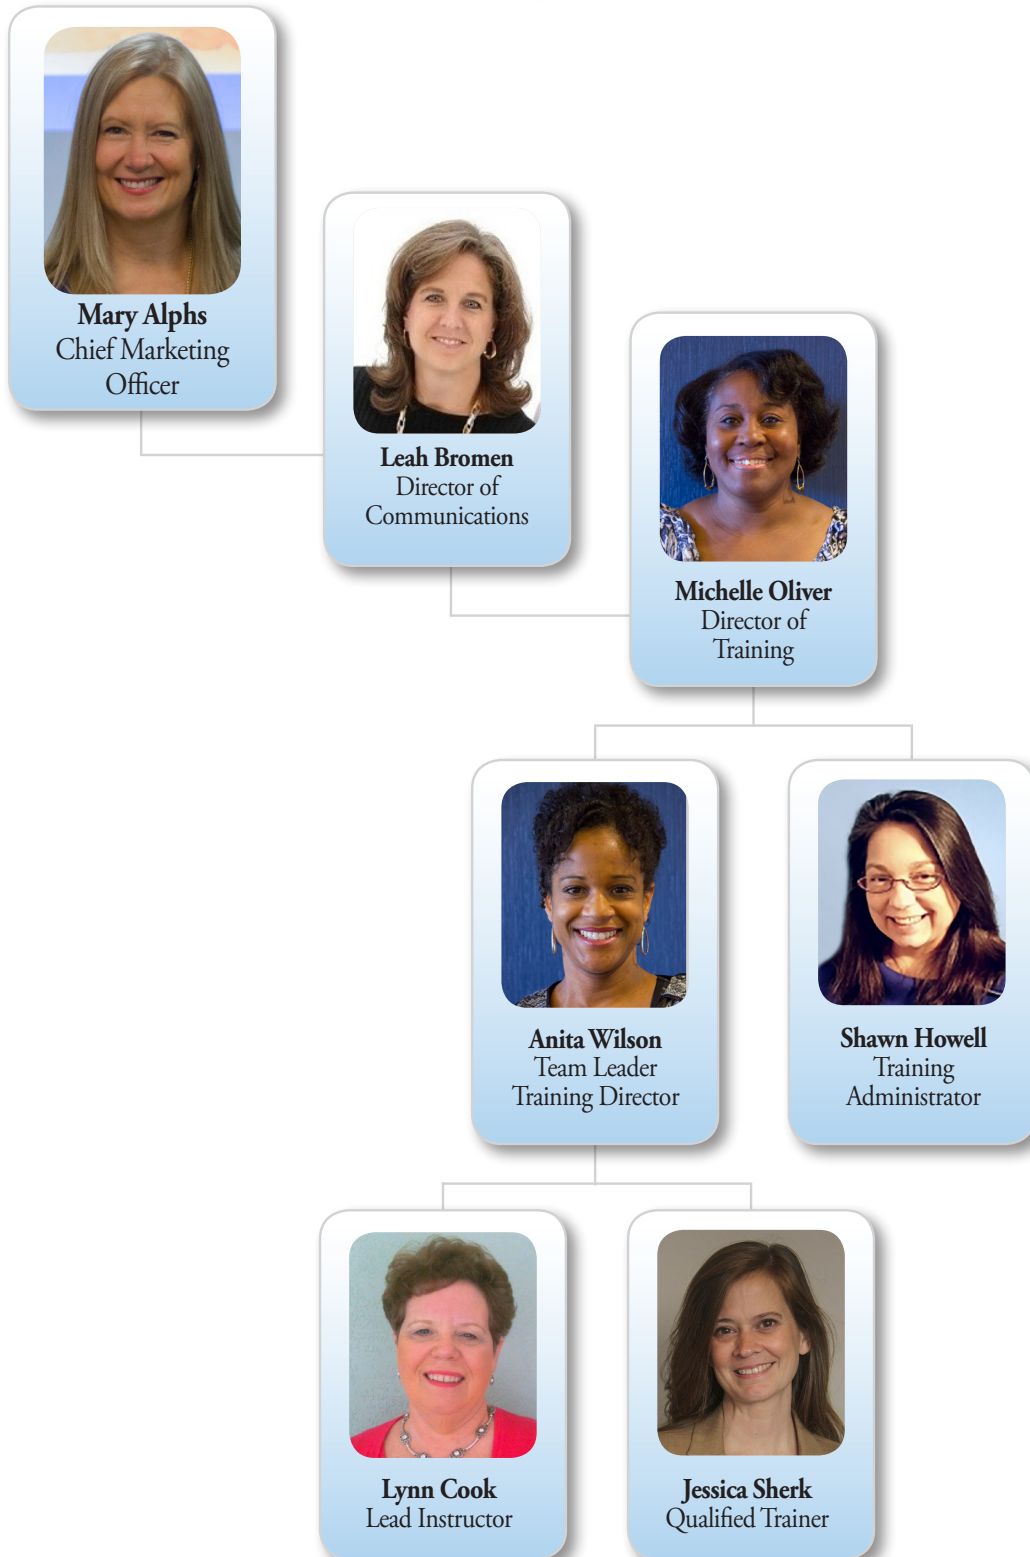 Mary Alphs
Chief Marketing
Officer
Leah Bromen
Director of
Communications
Michelle Oliver
Director of
Training
Anita Wilson
Team Leader
Training Director
Shawn Howell
Training
Administrator
Lynn Cook
Lead Instructor
Jessica Sherk
Qualified Trainer